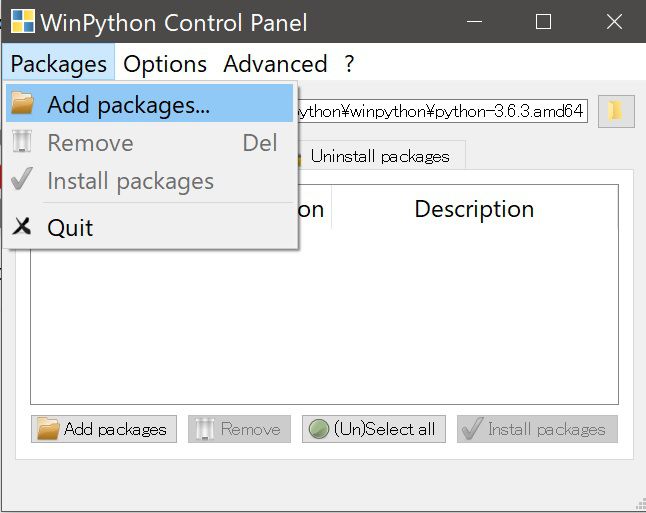 WinPython Control Panel
Packages Options Advanced ?
Add packages...
ython¥winpython¥python-3.6.3.amd64
Remove Del
Uninstall packages
Install packages
on Description
Quit
Add packages Remove (Un)Select all Install packages